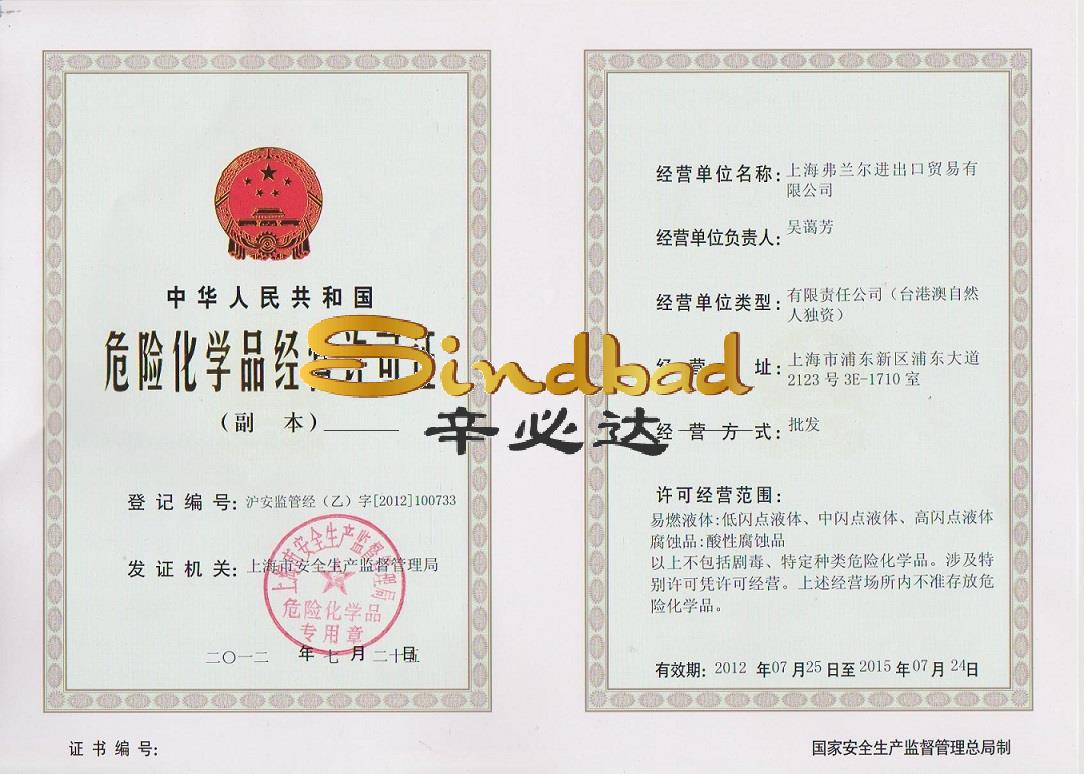 中华人民共和国
危险化学品经营许可证
（副 本）
登记编号：沪安监管经（乙）字[2012]100733
发证机关：上海市安全生产监督管理局
上海市安全生产监督管理局
危险化学品
专用章
二〇一二 年 七 月 二十五日
证书编号：
Sindbad
辛必达
经营单位名称：上海弗兰尔进出口贸易有
限公司
经营单位负责人：吴蔼芳
经营单位类型：有限责任公司（台港澳自然
人独资）
经营 址：上海市浦东新区浦东大道
2123号3E-1710室
经营方式：批发
许可经营范围：
易燃液体:低闪点液体、中闪点液体、高闪点液体
腐蚀品:酸性腐蚀品
以上不包括剧毒、特定种类危险化学品。涉及特
别许可凭许可经营。上述经营场所内不准存放危
险化学品。
有效期：2012 年07月25日至2015年07月24日
国家安全生产监督管理总局制